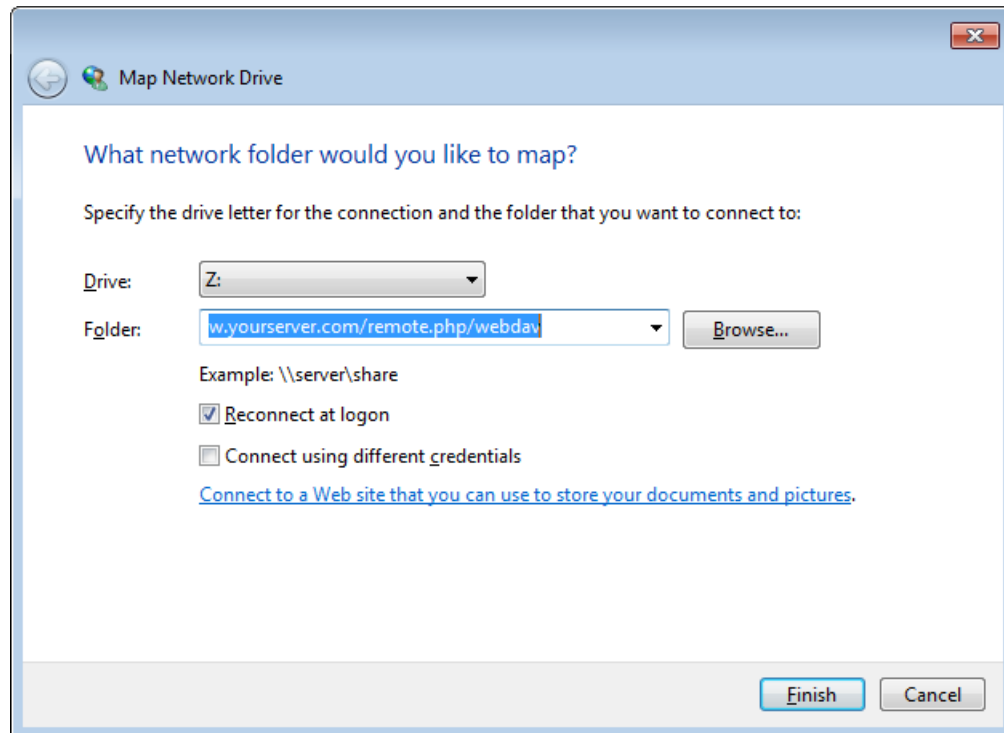 Map Network Drive
What network folder would you like to map?
Specify the drive letter for the connection and the folder that you want to connect to:
Drive: Z:
Folder: w.yourserver.com/remote.php/webdav Browse...
Example: \\server\share
Reconnect at logon
Connect using different credentials
Connect to a Web site that you can use to store your documents and pictures.
Finish Cancel